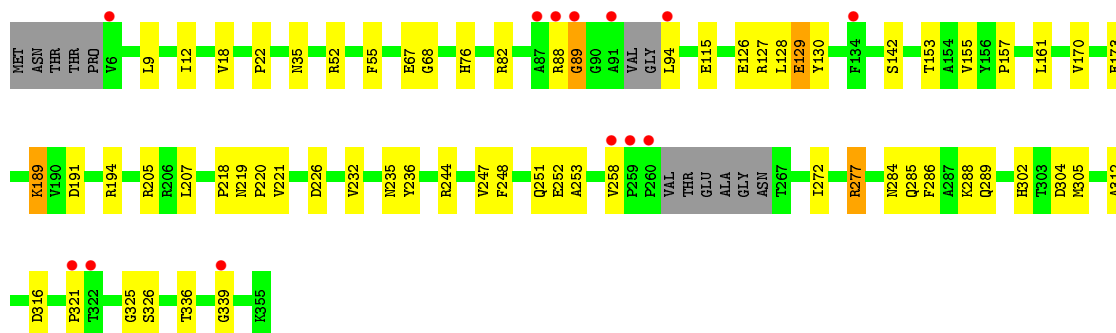 MET ASN THR THR PRO V6 L9 I12 V18 P22 N35 R52 F55 E67 G68 H76 R82 A87 R88 G89 G90 A91 VAL GLY L94 E115 E126 R127 L128 E129 Y130 F134 S142 T153 A154 V155 Y156 P157 L161 V170
K189 V190 D191 R194 R205 R206 L207 P218 N219 P220 V221 D226 V232 N235 Y236 R244 V247 F248 Q251 E252 A253 V258 P259 P260 VAL THR GLU ALA GLY ASN T267 I272 R277 N284 Q285 F286 A287 K288 Q289 H302 T303 D304 M305
D316 P321 T322 G325 S326 T336 G339 K355